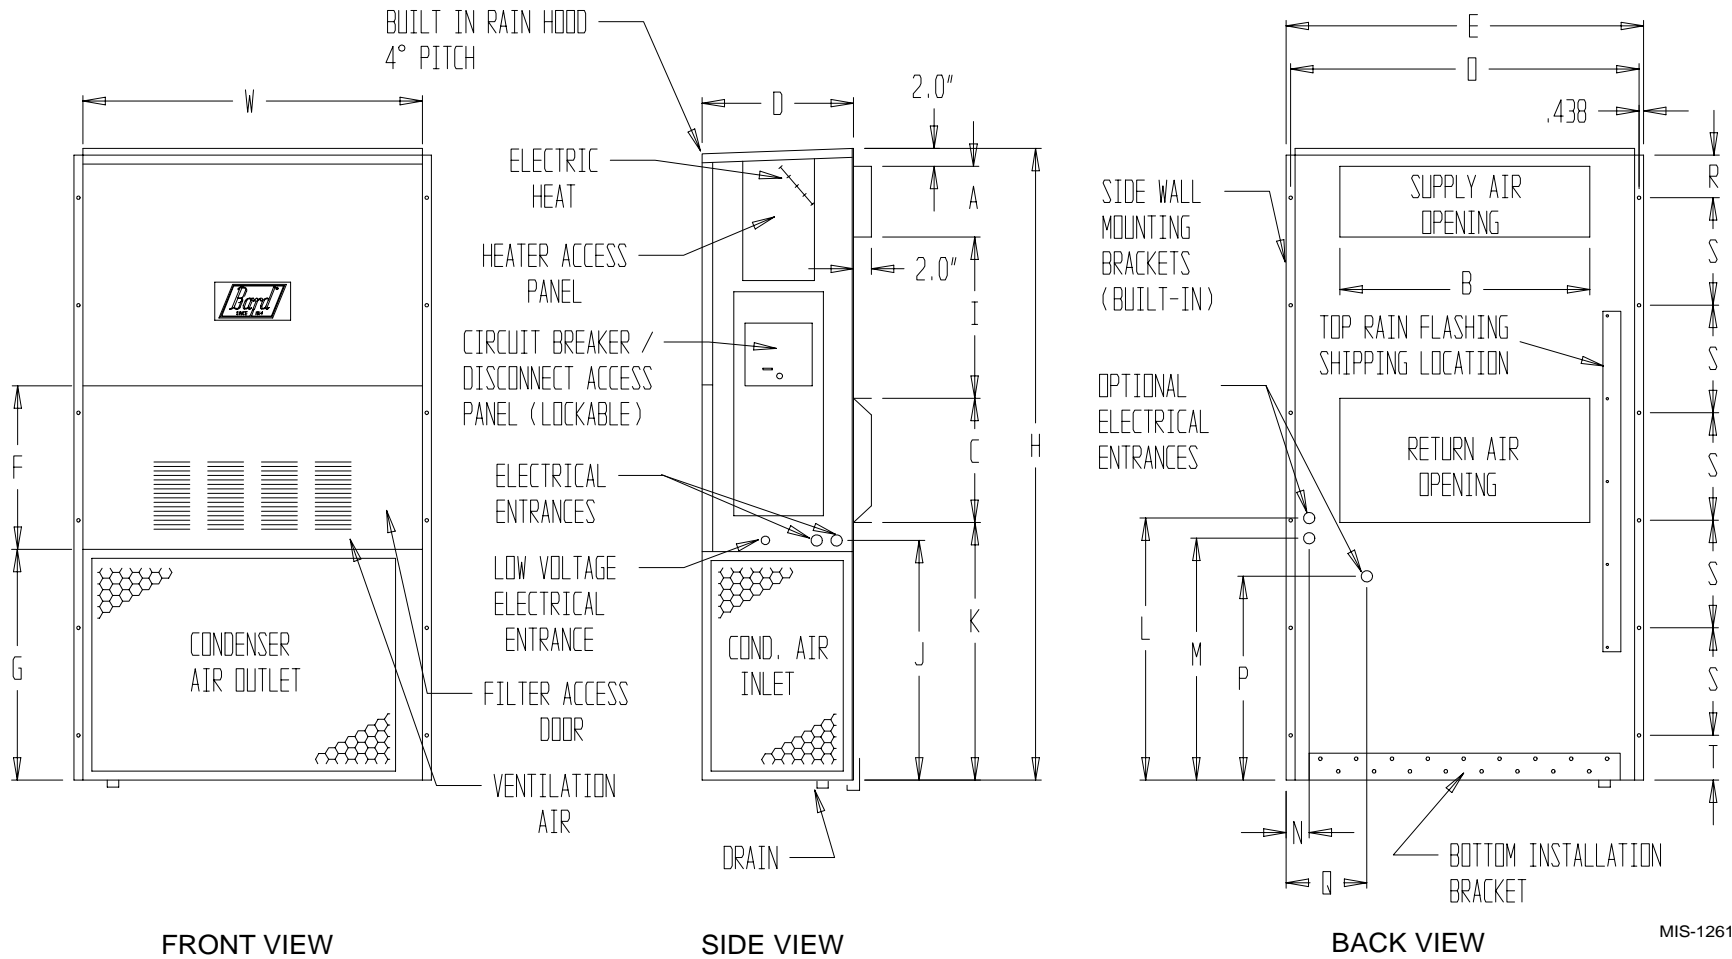 BUILT IN RAIN HOOD
4° PITCH
W
D
2.0"
E
O
.438
ELECTRIC
HEAT
A
SIDE WALL
MOUNTING
BRACKETS
(BUILT-IN)
SUPPLY AIR
OPENING
R
HEATER ACCESS
PANEL
2.0"
S
B
Bard
SINCE 1914
I
CIRCUIT BREAKER /
DISCONNECT ACCESS
PANEL (LOCKABLE)
TOP RAIN FLASHING
SHIPPING LOCATION
S
OPTIONAL
ELECTRICAL
ENTRANCES
F
C
H
RETURN AIR
OPENING
S
ELECTRICAL
ENTRANCES
S
LOW VOLTAGE
ELECTRICAL
ENTRANCE
G
CONDENSER
AIR OUTLET
COND. AIR
INLET
J
K
L
M
P
S
FILTER ACCESS
DOOR
T
VENTILATION
AIR
N
Q
DRAIN
BOTTOM INSTALLATION
BRACKET
FRONT VIEW
SIDE VIEW
BACK VIEW
MIS-1261